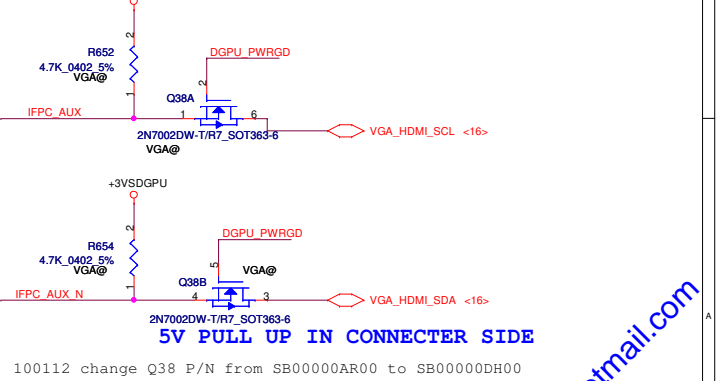 2
R652
4.7K_0402_5%
VGA@
1
DGPU_PWRGD
2
Q38A
IFPC_AUX
1
6
2N7002DW-T/R7_SOT363-6
VGA@
VGA_HDMI_SCL <16>
+3VSDGPU
2
R654
4.7K_0402_5%
VGA@
1
DGPU_PWRGD
5
VGA@
Q38B
IFPC_AUX_N
4
3
VGA_HDMI_SDA <16>
2N7002DW-T/R7_SOT363-6
5V PULL UP IN CONNECTER SIDE
100112 change Q38 P/N from SB00000AR00 to SB00000DH00
A
otmail.com